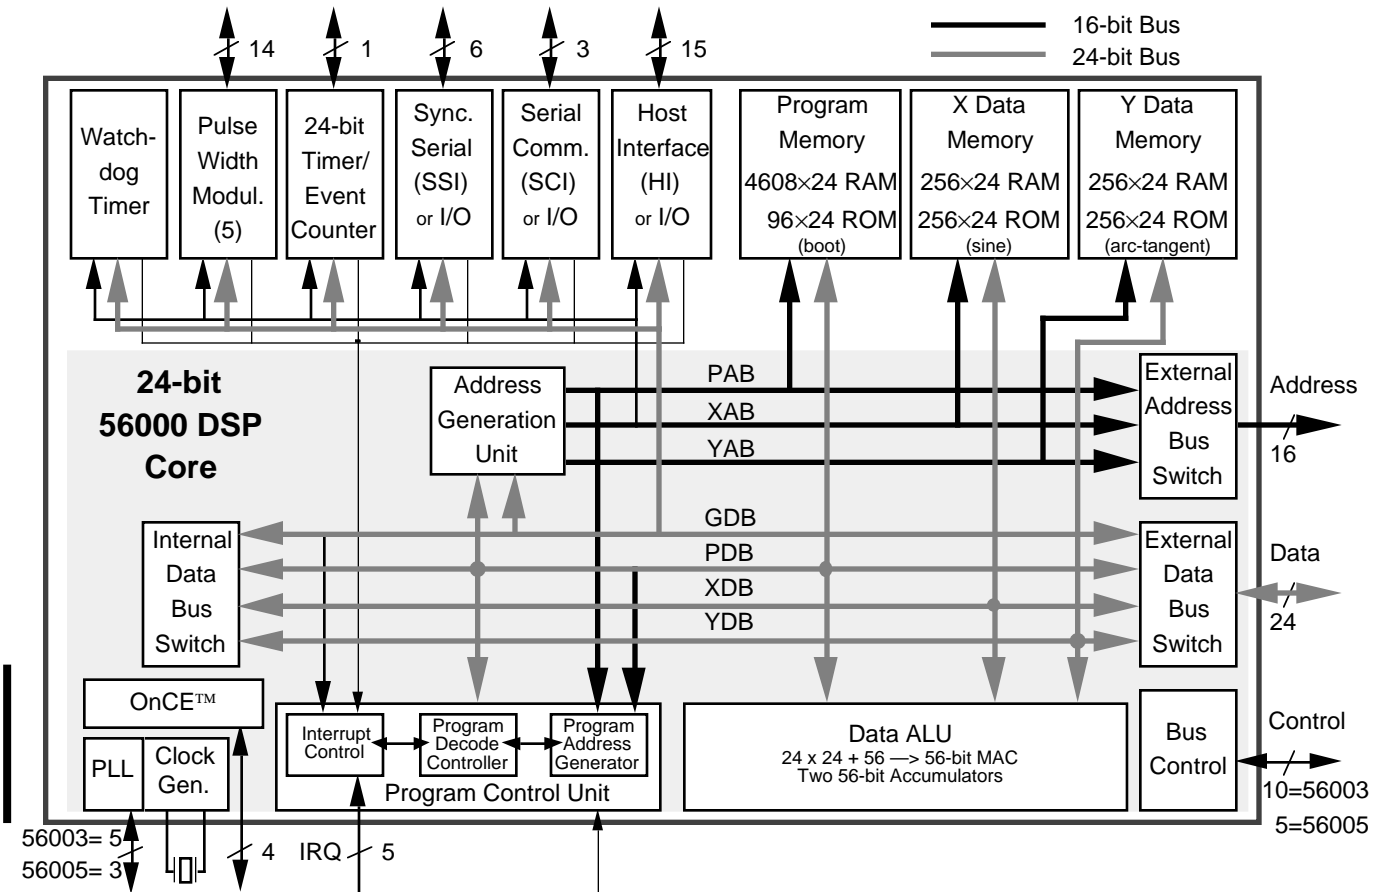 16-bit Bus
24-bit Bus
14
1
6
3
15
Watch-
dog
Timer
Pulse
Width
Modul.
(5)
24-bit
Timer/
Event
Counter
Sync.
Serial
(SSI)
or I/O
Serial
Comm.
(SCI)
or I/O
Host
Interface
(HI)
or I/O
Program
Memory
4608×24 RAM
96×24 ROM
(boot)
X Data
Memory
256×24 RAM
256×24 ROM
(sine)
Y Data
Memory
256×24 RAM
256×24 ROM
(arc-tangent)
24-bit
56000 DSP
Core
Address
Generation
Unit
PAB
XAB
YAB
External
Address
Bus
Switch
Address
16
Internal
Data
Bus
Switch
GDB
PDB
XDB
YDB
External
Data
Bus
Switch
Data
24
OnCE™
PLL
Clock
Gen.
Interrupt
Control
Program
Decode
Controller
Program
Address
Generator
Program Control Unit
Data ALU
24 x 24 + 56 —> 56-bit MAC
Two 56-bit Accumulators
Bus
Control
Control
10=56003
5=56005
56003= 5
56005= 3
4
IRQ
5